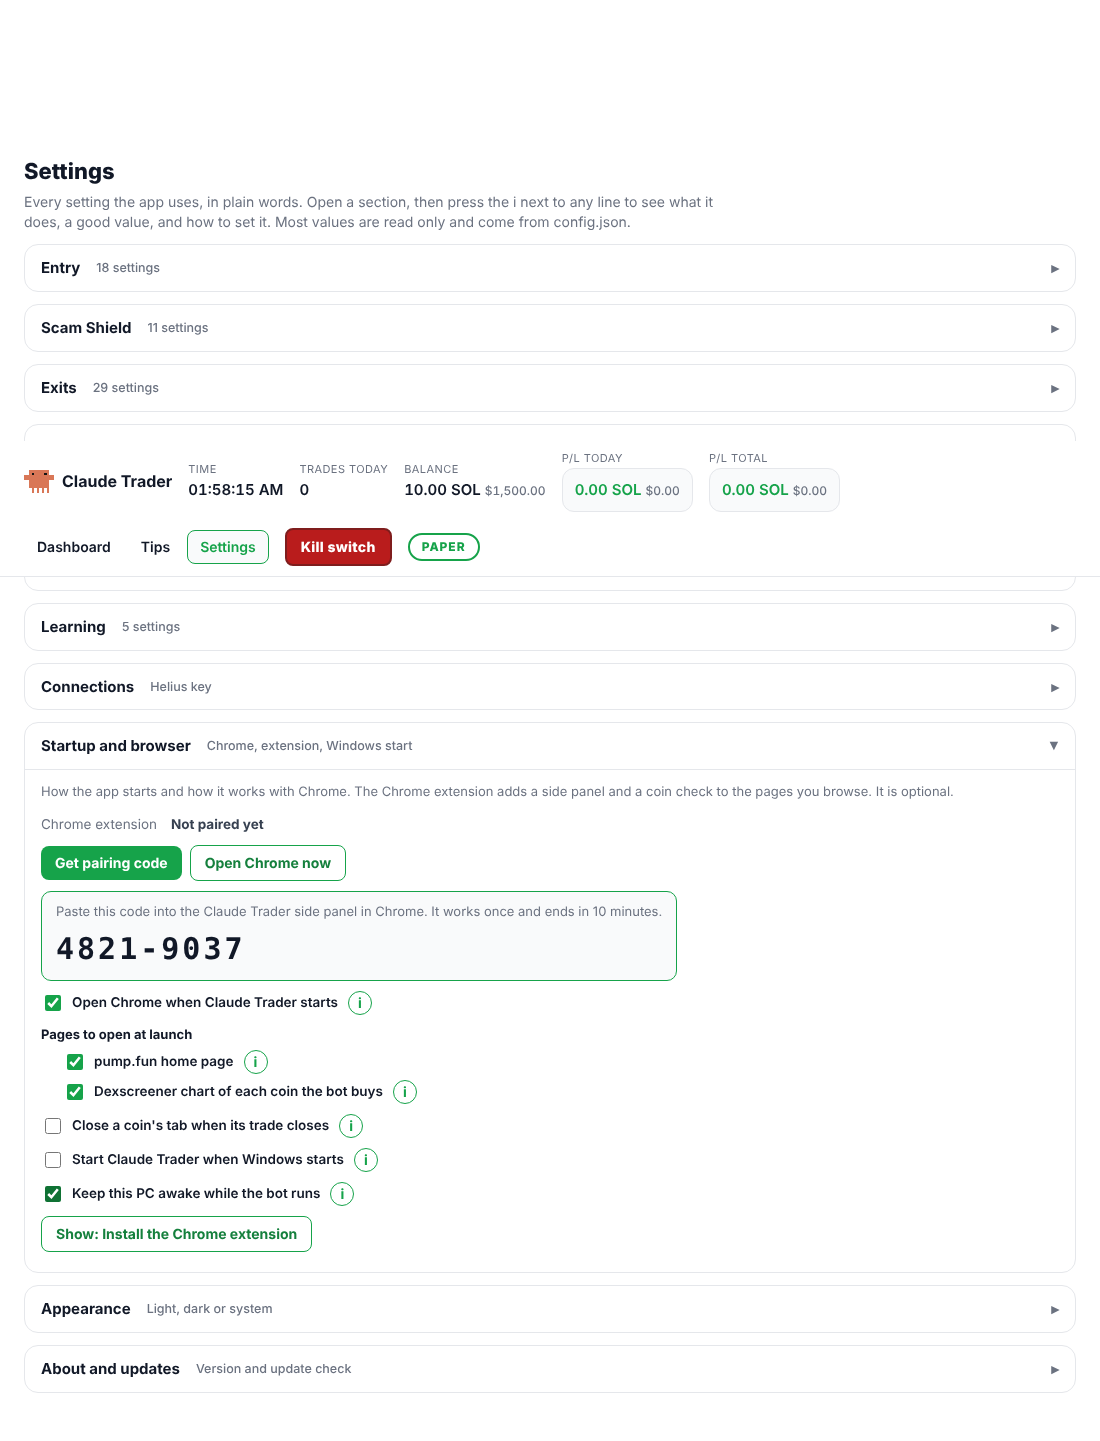 Settings
Every setting the app uses, in plain words. Open a section, then press the i next to any line to see what it
does, a good value, and how to set it. Most values are read only and come from config.json.
Entry 18 settings
Scam Shield 11 settings
Exits 29 settings
Claude Trader
TIME
01:58:15 AM
TRADES TODAY
0
BALANCE
10.00 SOL $1,500.00
P/L TODAY
0.00 SOL $0.00
P/L TOTAL
0.00 SOL $0.00
Dashboard Tips Settings Kill switch PAPER
Learning 5 settings
Connections Helius key
Startup and browser Chrome, extension, Windows start
How the app starts and how it works with Chrome. The Chrome extension adds a side panel and a coin check to the pages you browse. It is optional.
Chrome extension Not paired yet
Get pairing code Open Chrome now
Paste this code into the Claude Trader side panel in Chrome. It works once and ends in 10 minutes.
4821-9037
Open Chrome when Claude Trader starts i
Pages to open at launch
pump.fun home page i
Dexscreener chart of each coin the bot buys i
Close a coin's tab when its trade closes i
Start Claude Trader when Windows starts i
Keep this PC awake while the bot runs i
Show: Install the Chrome extension
Appearance Light, dark or system
About and updates Version and update check